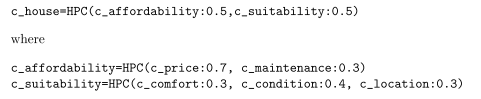 c_house=HPC(c_affordability:0.5,c_suitability:0.5)
where
c_affordability=HPC(c_price:0.7, c_maintenance:0.3)
c_suitability=HPC(c_comfort:0.3, c_condition:0.4, c_location:0.3)